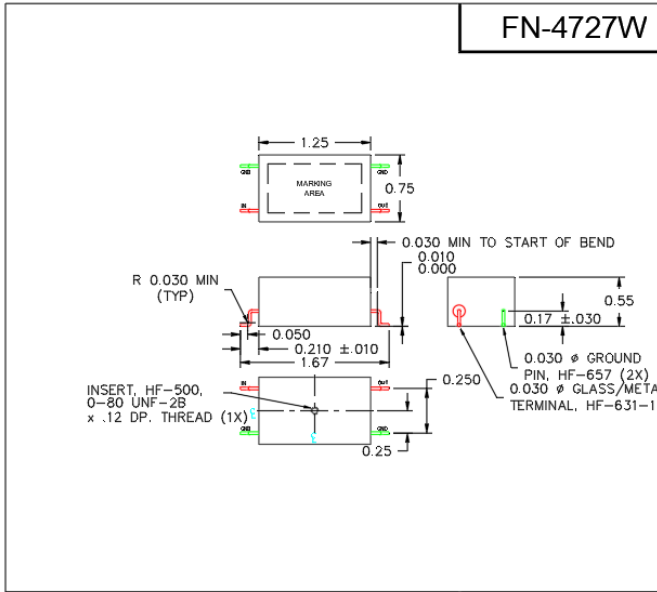 FN-4727W
1.25
GND
GND
MARKING
AREA
0.75
IN
OUT
0.030 MIN TO START OF BEND
0.010
0.000
R 0.030 MIN
(TYP)
0.55
0.050
0.17 ±.030
0.210 ±.010
1.67
0.030 ø GROUND
PIN, HF-657 (2X)
0.030 ø GLASS/META
TERMINAL, HF-631-1
INSERT, HF-500,
0-80 UNF-2B
x .12 DP. THREAD (1X)
IN
OUT
0.250
GND
GND
0.25